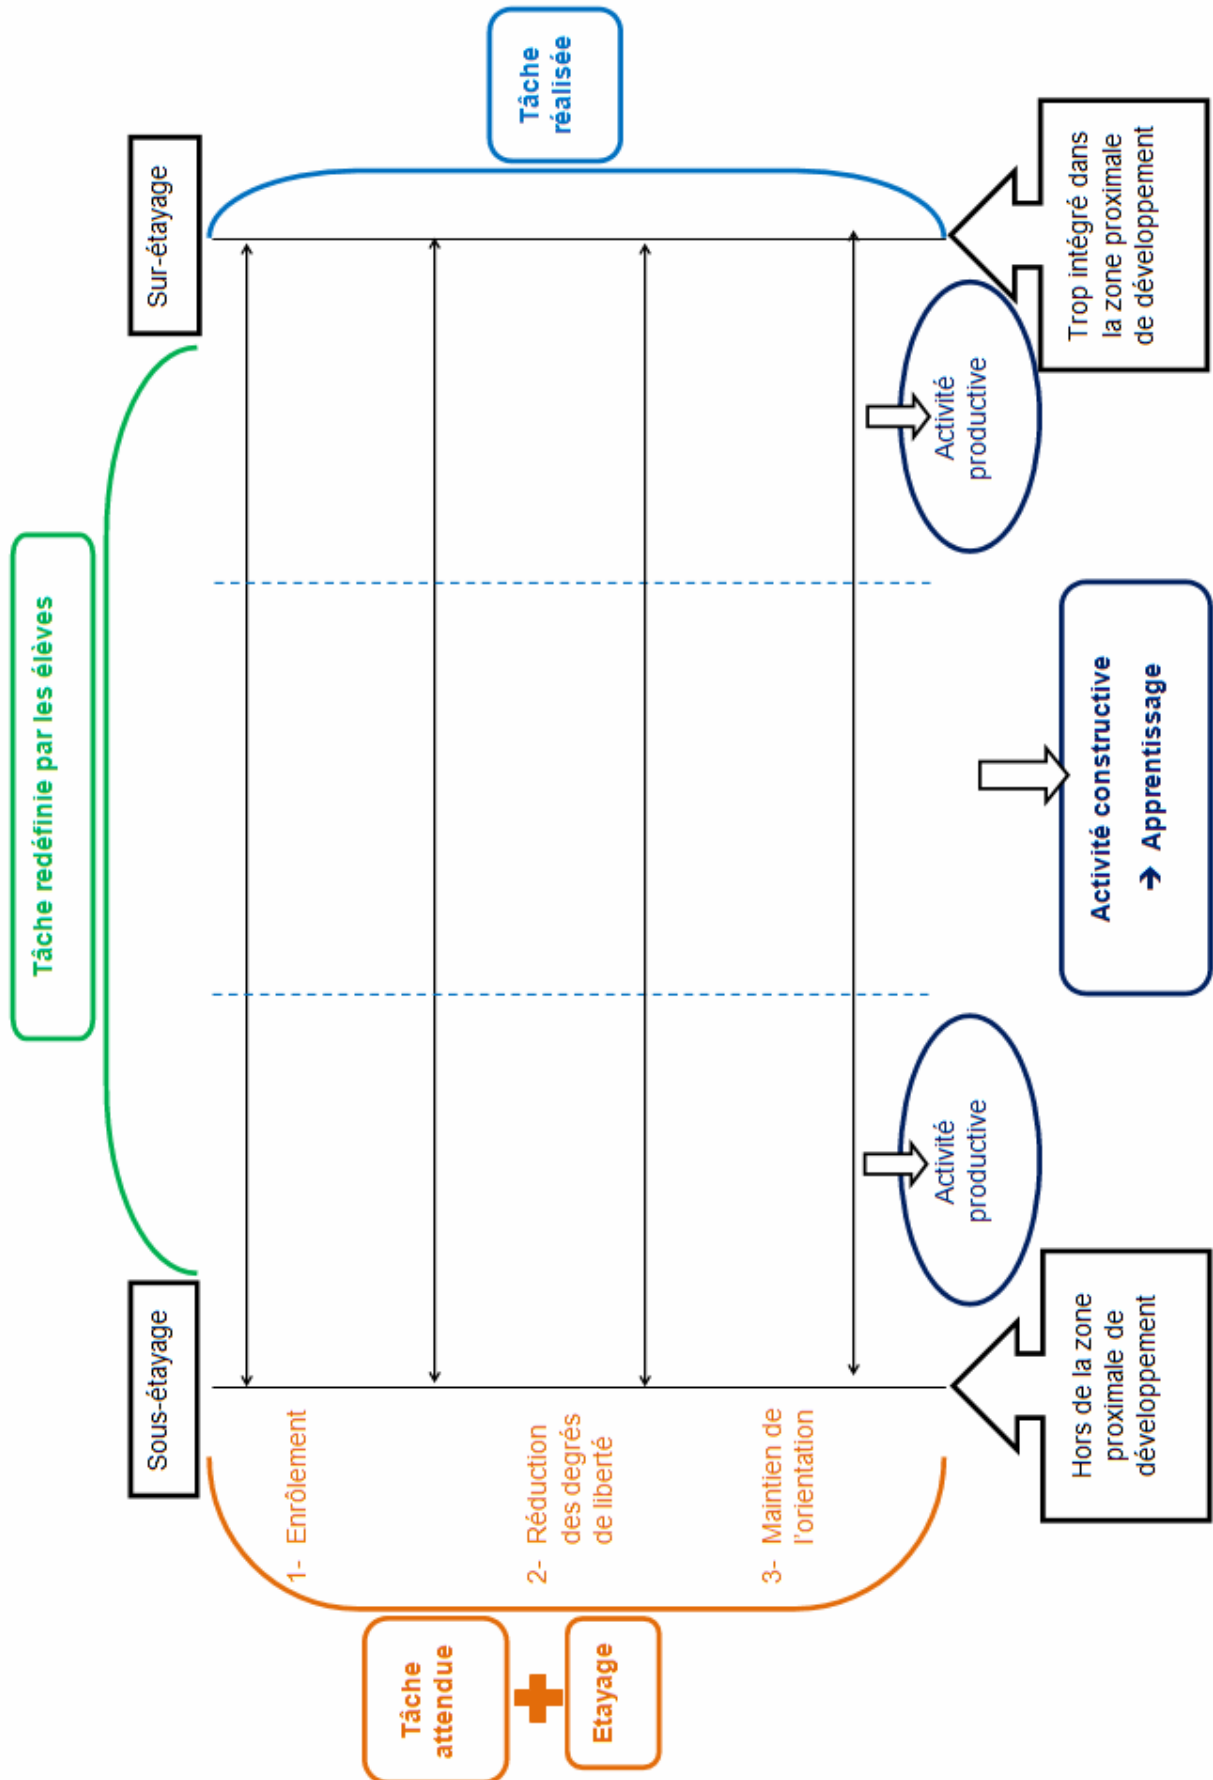 Tâche redéfinie par les élèves
Sous-étayage
Sur-étayage
Tâche
attendue
Etayage
1- Enrôlement
2- Réduction
des degrés
de liberté
3- Maintien de
l'orientation
Tâche
réalisée
Activité
productive
Activité
productive
Hors de la zone
proximale de
développement
Activité constructive
➔ Apprentissage
Trop intégré dans
la zone proximale
de développement